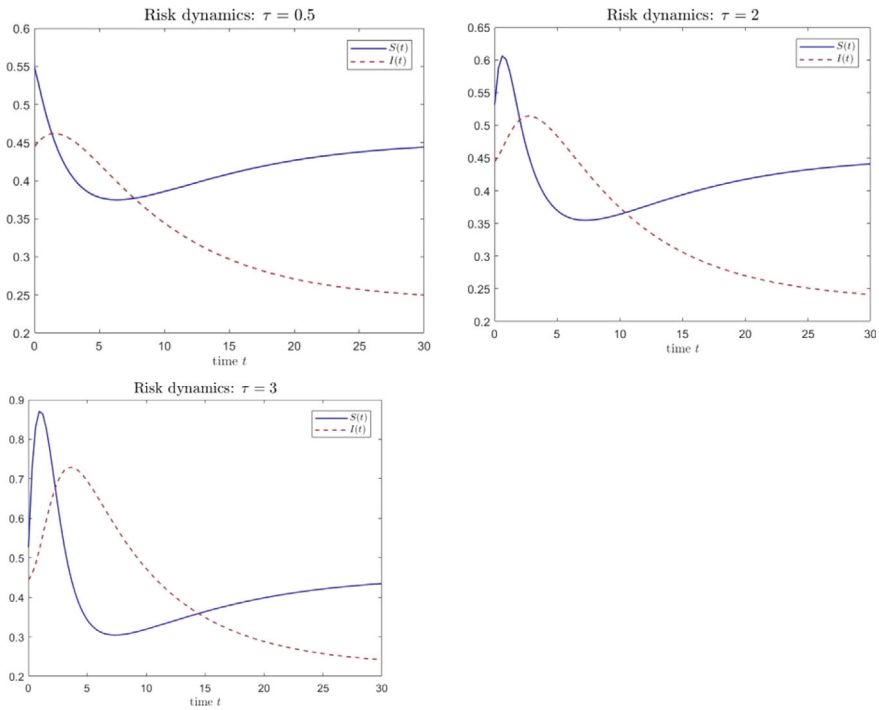 Risk dynamics: τ = 0.5
S(t)
I(t)
0.6
0.55
0.5
0.45
0.4
0.35
0.3
0.25
0.2
0 5 10 15 20 25 30
time t
Risk dynamics: τ = 2
S(t)
I(t)
0.65
0.6
0.55
0.5
0.45
0.4
0.35
0.3
0.25
0.2
0 5 10 15 20 25 30
time t
Risk dynamics: τ = 3
S(t)
I(t)
0.9
0.8
0.7
0.6
0.5
0.4
0.3
0.2
0 5 10 15 20 25 30
time t